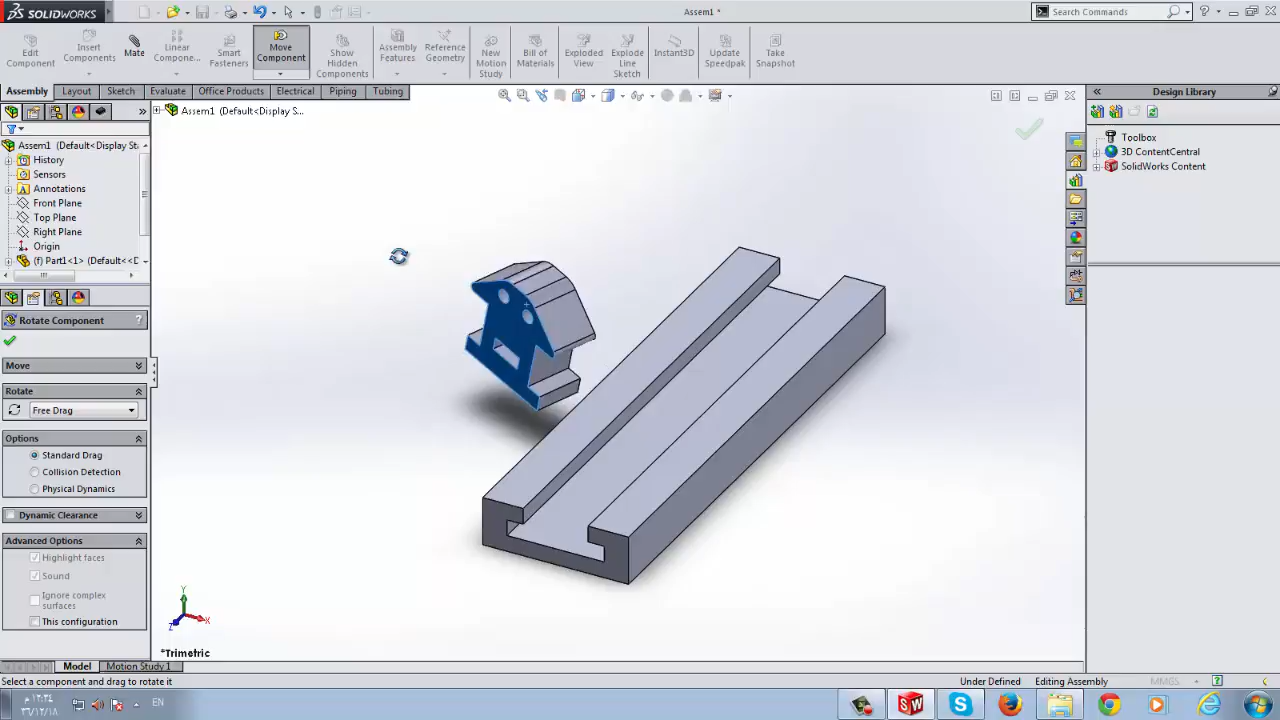 SOLIDWORKS
Assem1 *
Search Commands
Edit Component
Insert Components
Mate
Linear Compone...
Smart Fasteners
Move Component
Show Hidden Components
Assembly Features
Reference Geometry
New Motion Study
Bill of Materials
Exploded View
Explode Line Sketch
Instant3D
Update Speedpak
Take Snapshot
Assembly
Layout
Sketch
Evaluate
Office Products
Electrical
Piping
Tubing
Assem1 (Default<Display S...
Design Library
Toolbox
3D ContentCentral
SolidWorks Content
Assem1 (Default<Display Sta
History
Sensors
Annotations
Front Plane
Top Plane
Right Plane
Origin
(f) Part1<1> (Default<<D
Rotate Component
?
Move
Rotate
Free Drag
Options
Standard Drag
Collision Detection
Physical Dynamics
Dynamic Clearance
Advanced Options
Highlight faces
Sound
Ignore complex surfaces
This configuration
Y
X
Z
*Trimetric
Model
Motion Study 1
Select a component and drag to rotate it
Under Defined
Editing Assembly
MMGS
EN